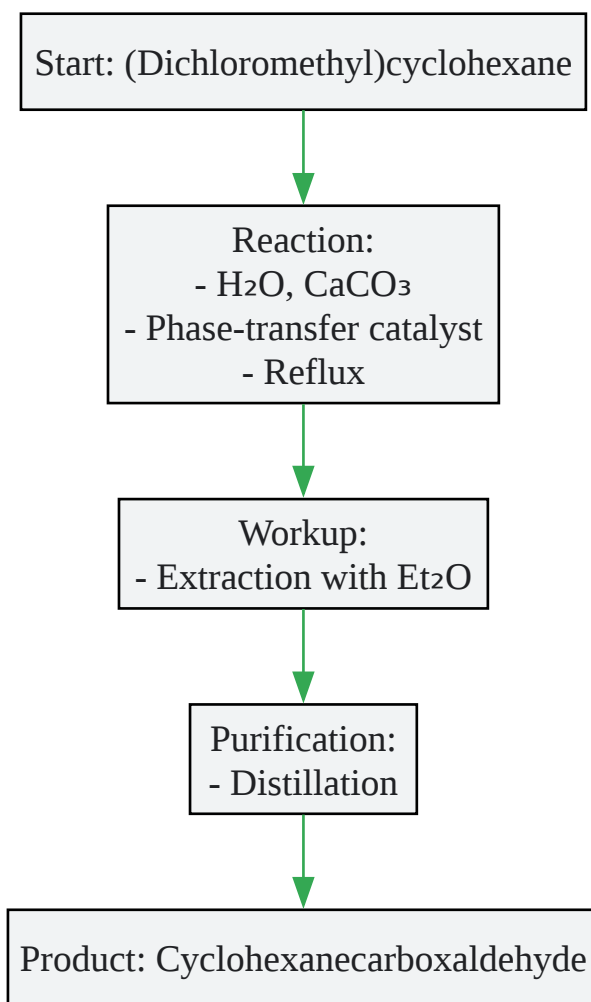 Start: (Dichloromethyl)cyclohexane
Reaction:
- H₂O, CaCO₃
- Phase-transfer catalyst
- Reflux
Workup:
- Extraction with Et₂O
Purification:
- Distillation
Product: Cyclohexanecarboxaldehyde